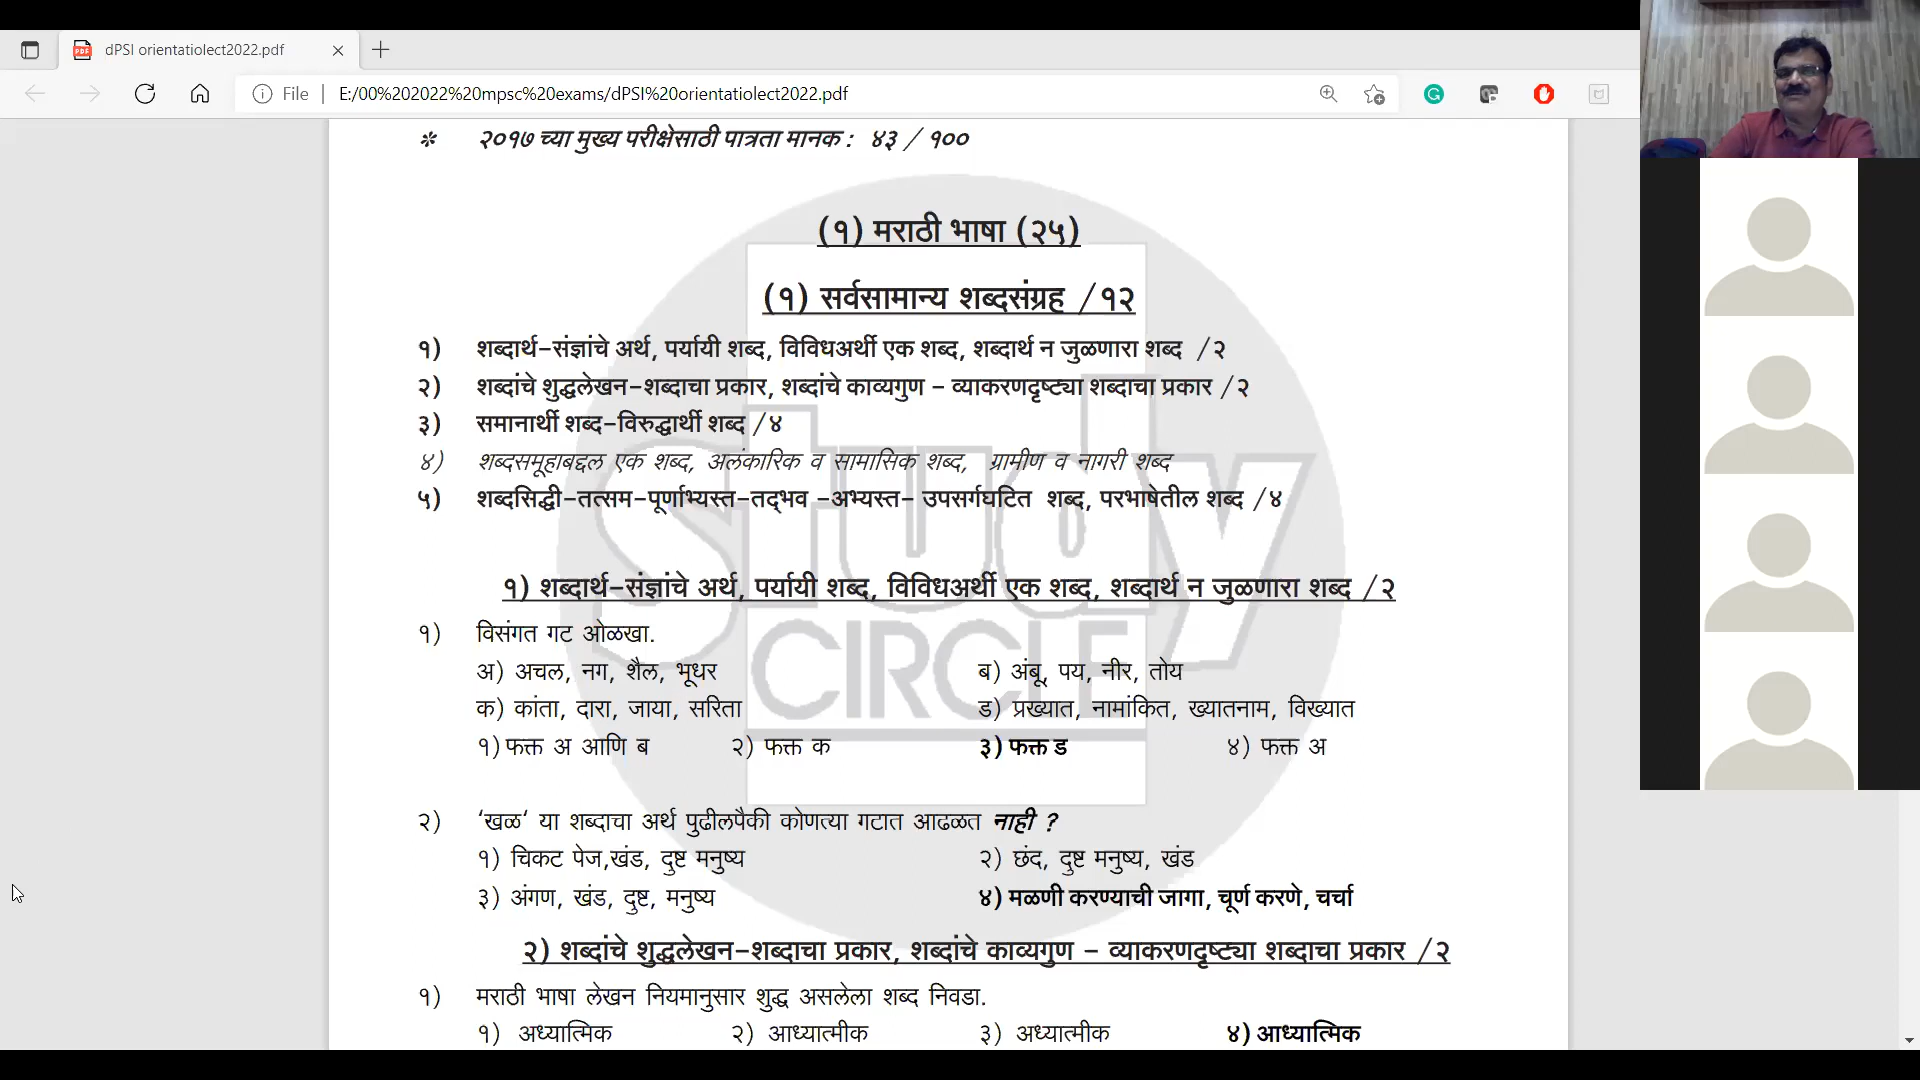 dPSI orientatiolect2022.pdf
File | E:/00%202022%20mpsc%20exams/dPSI%20orientatiolect2022.pdf
* २०१७ च्या मुख्य परीक्षेसाठी पात्रता मानक : ४३ / १००
(१) मराठी भाषा (२५)
(१) सर्वसामान्य शब्दसंग्रह /१२
१) शब्दार्थ-संज्ञांचे अर्थ, पर्यायी शब्द, विविधअर्थी एक शब्द, शब्दार्थ न जुळणारा शब्द /२
२) शब्दांचे शुद्धलेखन-शब्दाचा प्रकार, शब्दांचे काव्यगुण - व्याकरणदृष्ट्या शब्दाचा प्रकार /२
३) समानार्थी शब्द-विरुद्धार्थी शब्द /४
४) शब्दसमूहाबद्दल एक शब्द, अलंकारिक व सामासिक शब्द, ग्रामीण व नागरी शब्द
५) शब्दसिद्धी-तत्सम-पूर्णाभ्यस्त-तद्‌भव -अभ्यस्त- उपसर्गघटित शब्द, परभाषेतील शब्द /४
१) शब्दार्थ-संज्ञांचे अर्थ, पर्यायी शब्द, विविधअर्थी एक शब्द, शब्दार्थ न जुळणारा शब्द /२
१) विसंगत गट ओळखा.
अ) अचल, नग, शैल, भूधर ब) अंबू, पय, नीर, तोय
क) कांता, दारा, जाया, सरिता ड) प्रख्यात, नामांकित, ख्यातनाम, विख्यात
१) फक्त अ आणि ब २) फक्त क ३) फक्त ड ४) फक्त अ
२) ‘खळ‘ या शब्दाचा अर्थ पुढीलपैकी कोणत्या गटात आढळत नाही ?
१) चिकट पेज,खंड, दुष्ट मनुष्य २) छंद, दुष्ट मनुष्य, खंड
३) अंगण, खंड, दुष्ट, मनुष्य ४) मळणी करण्याची जागा, चूर्ण करणे, चर्चा
२) शब्दांचे शुद्धलेखन-शब्दाचा प्रकार, शब्दांचे काव्यगुण - व्याकरणदृष्ट्या शब्दाचा प्रकार /२
१) मराठी भाषा लेखन नियमानुसार शुद्ध असलेला शब्द निवडा.
१) अध्यात्मिक २) आध्यात्मीक ३) अध्यात्मीक ४) आध्यात्मिक
Study
CIRCLE